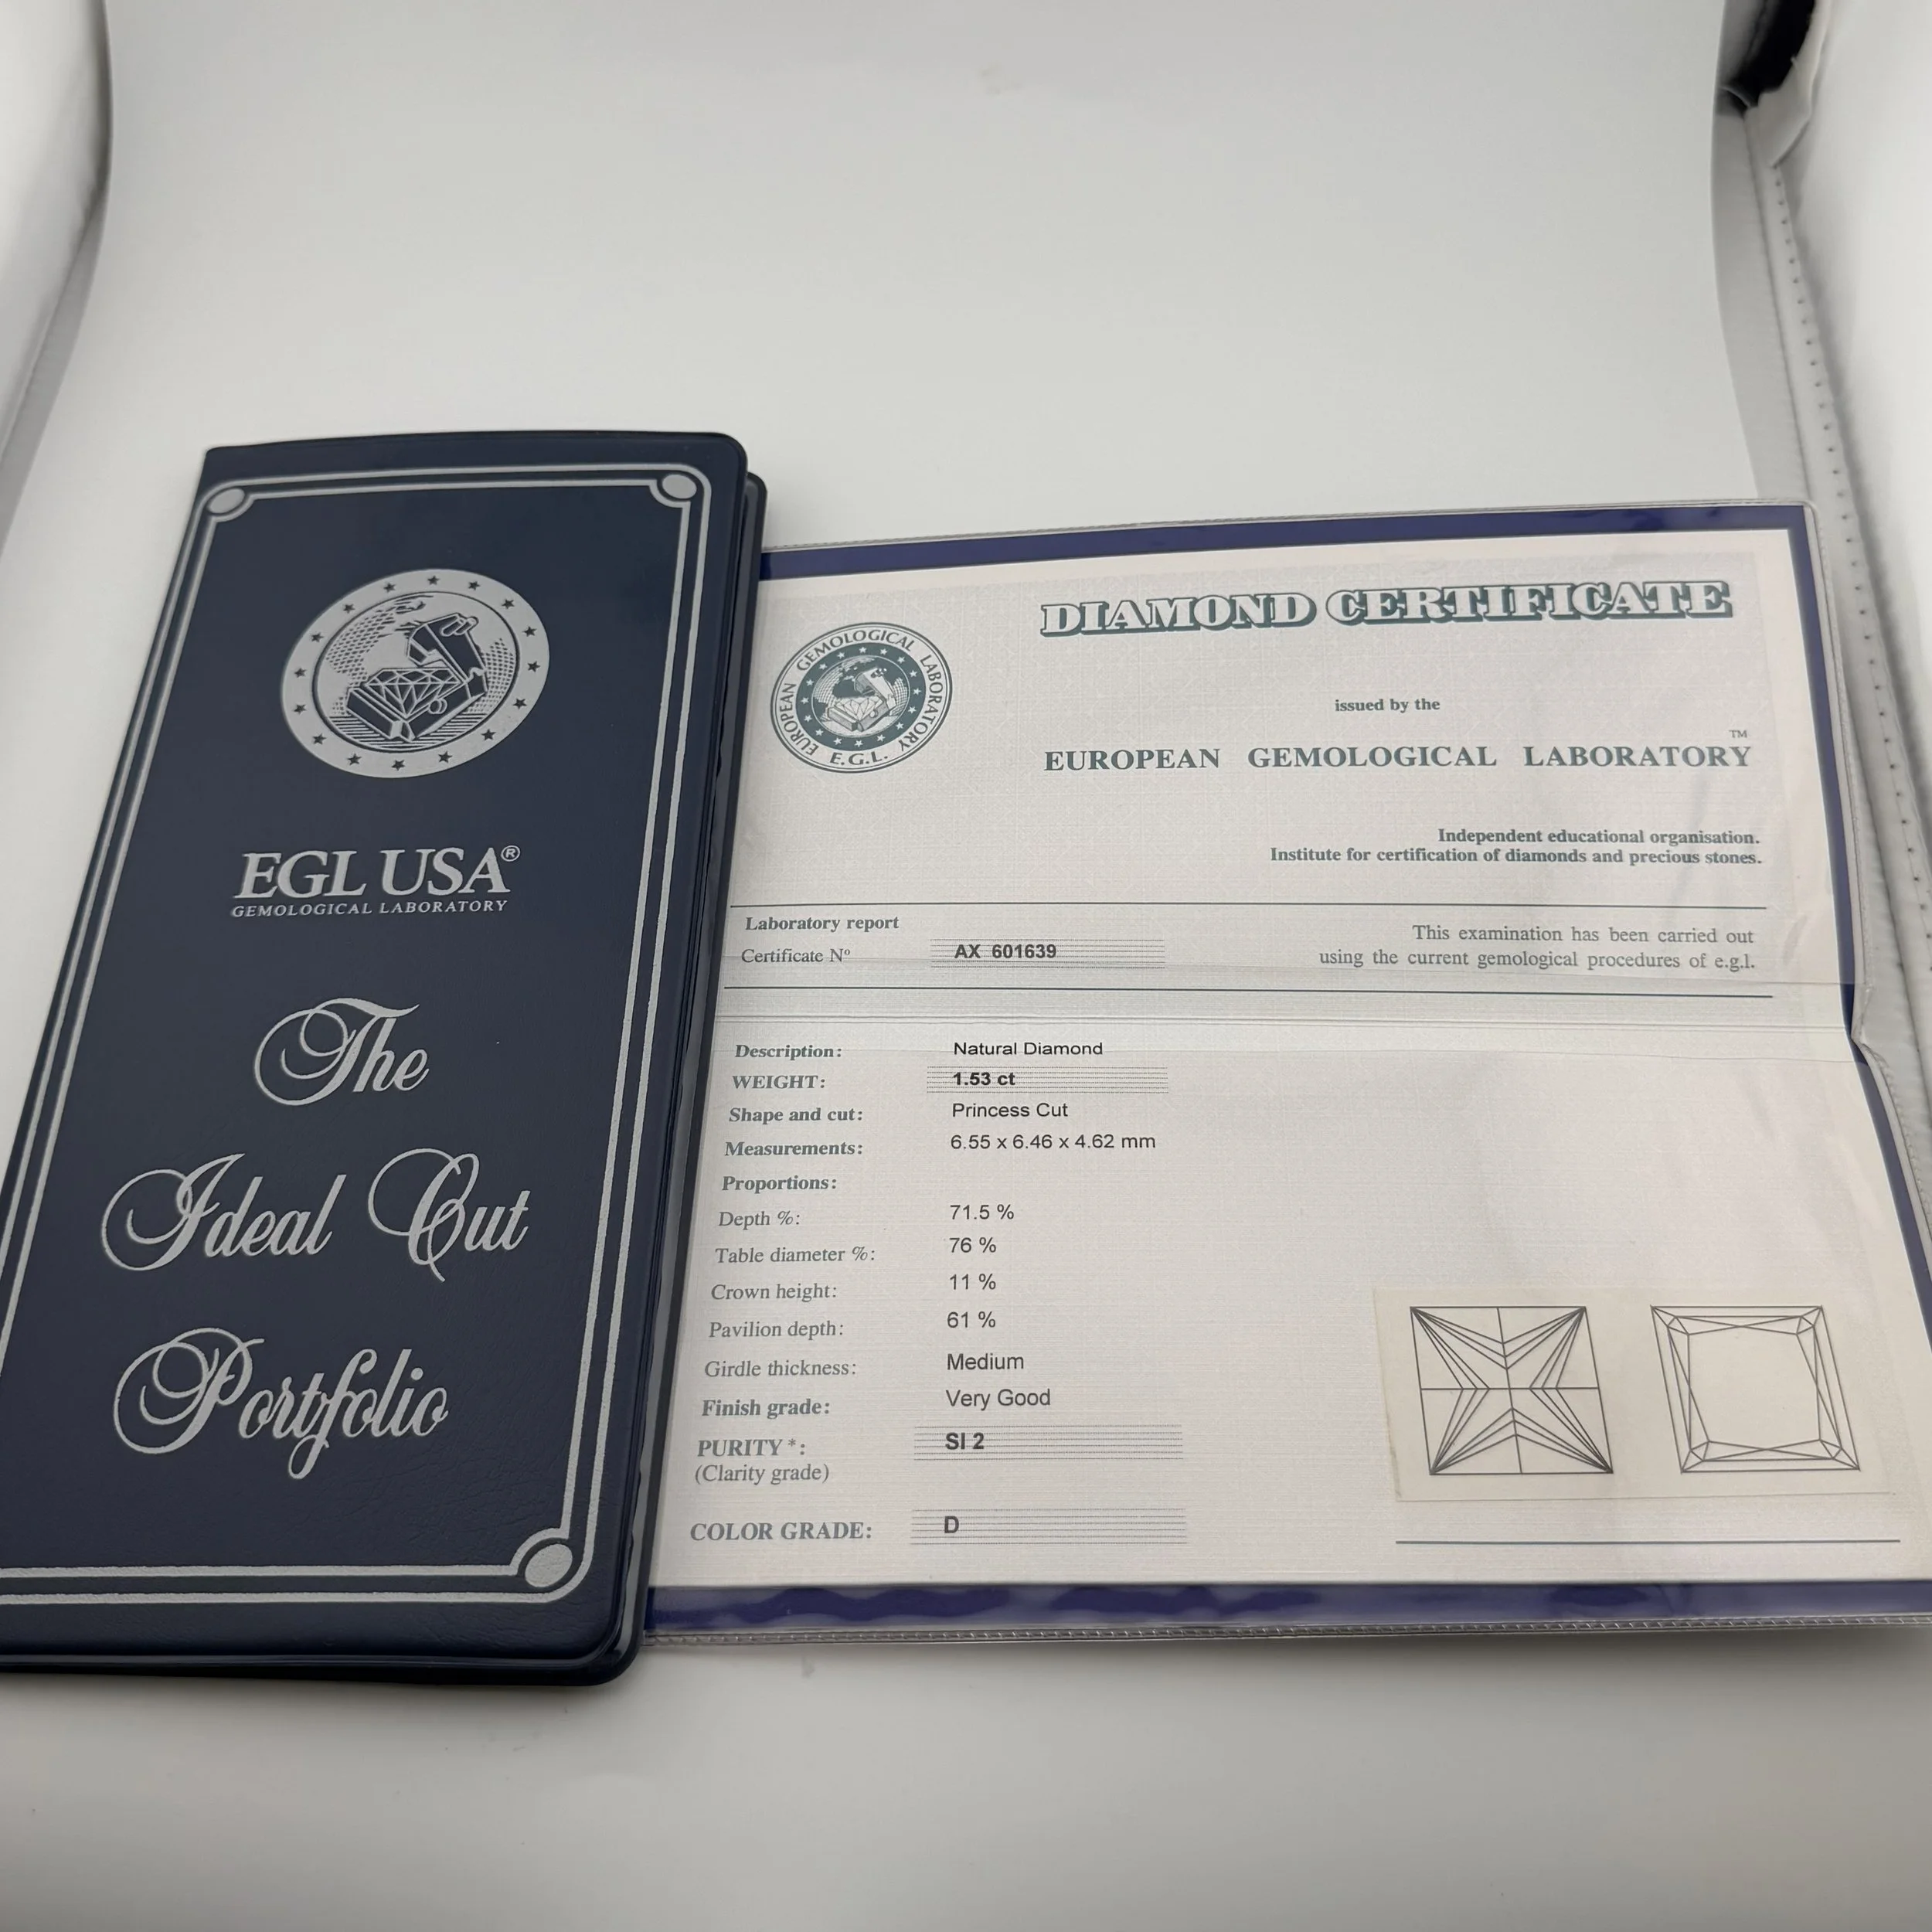 EGL USA®
GEMOLOGICAL LABORATORY
The
Ideal Cut
Portfolio
EUROPEAN GEMOLOGICAL LABORATORY
E.G.L.
DIAMOND CERTIFICATE
issued by the
EUROPEAN GEMOLOGICAL LABORATORY™
Independent educational organisation.
Institute for certification of diamonds and precious stones.
Laboratory report
Certificate Nº AX 601639
This examination has been carried out
using the current gemological procedures of e.g.l.
Description: Natural Diamond
WEIGHT: 1.53 ct
Shape and cut: Princess Cut
Measurements: 6.55 x 6.46 x 4.62 mm
Proportions:
Depth %: 71.5 %
Table diameter %: 76 %
Crown height: 11 %
Pavilion depth: 61 %
Girdle thickness: Medium
Finish grade: Very Good
PURITY *: SI 2
(Clarity grade)
COLOR GRADE: D